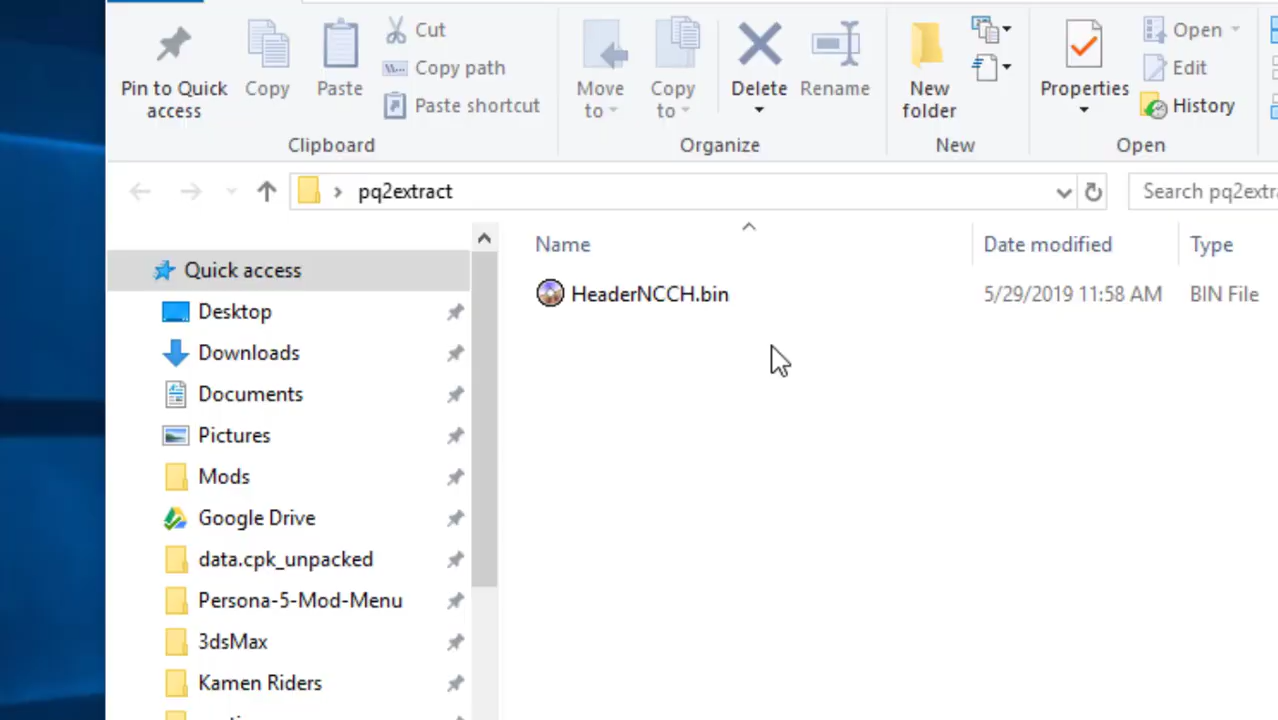 Pin to Quick access
Copy
Paste
Cut
Copy path
Paste shortcut
Clipboard
Move to
Copy to
Delete
Rename
Organize
New folder
New
Properties
Open
Edit
History
Open
pq2extract
Search pq2extr
Name
Date modified
Type
HeaderNCCH.bin
5/29/2019 11:58 AM
BIN File
Quick access
Desktop
Downloads
Documents
Pictures
Mods
Google Drive
data.cpk_unpacked
Persona-5-Mod-Menu
3dsMax
Kamen Riders